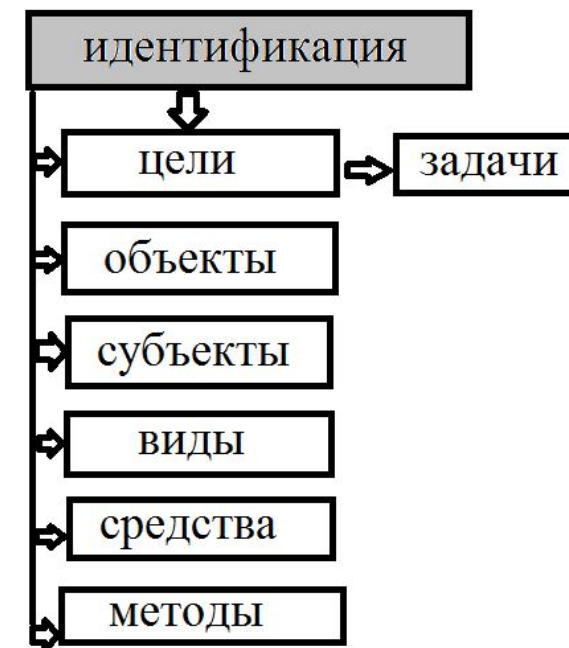 идентификация
цели
задачи
объекты
субъекты
виды
средства
методы